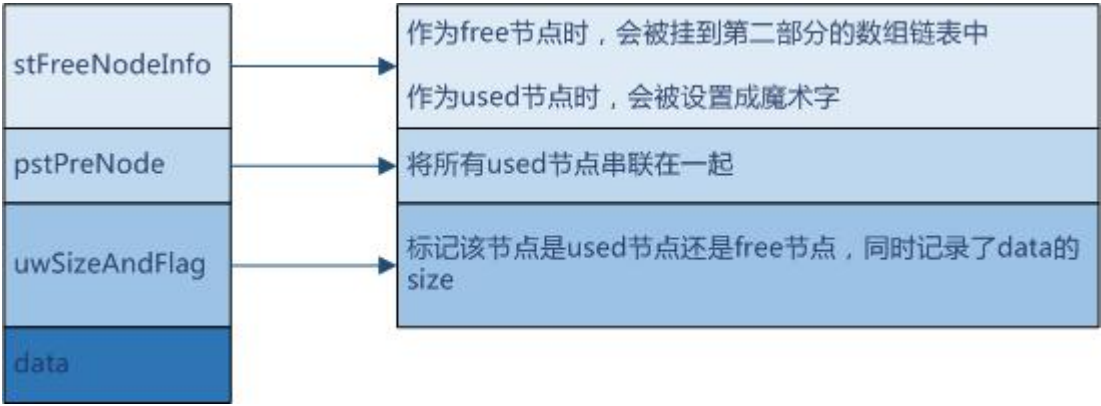 stFreeNodeInfo
作为free节点时，会被挂到第二部分的数组链表中
作为used节点时，会被设置成魔术字
pstPreNode
将所有used节点串联在一起
uwSizeAndFlag
标记该节点是used节点还是free节点，同时记录了data的
size
data